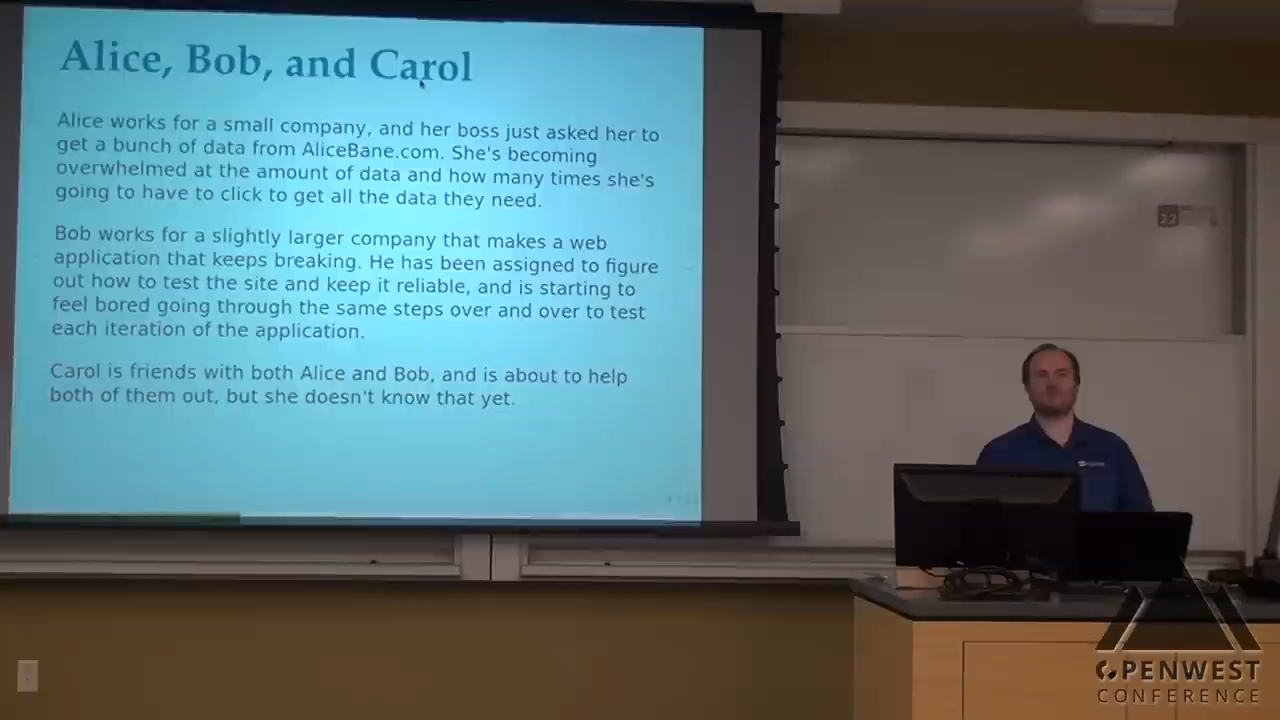 Alice, Bob, and Carol
Alice works for a small company, and her boss just asked her to
get a bunch of data from AliceBane.com. She's becoming
overwhelmed at the amount of data and how many times she's
going to have to click to get all the data they need.
Bob works for a slightly larger company that makes a web
application that keeps breaking. He has been assigned to figure
out how to test the site and keep it reliable, and is starting to
feel bored going through the same steps over and over to test
each iteration of the application.
Carol is friends with both Alice and Bob, and is about to help
both of them out, but she doesn't know that yet.
22
OPENWEST
CONFERENCE